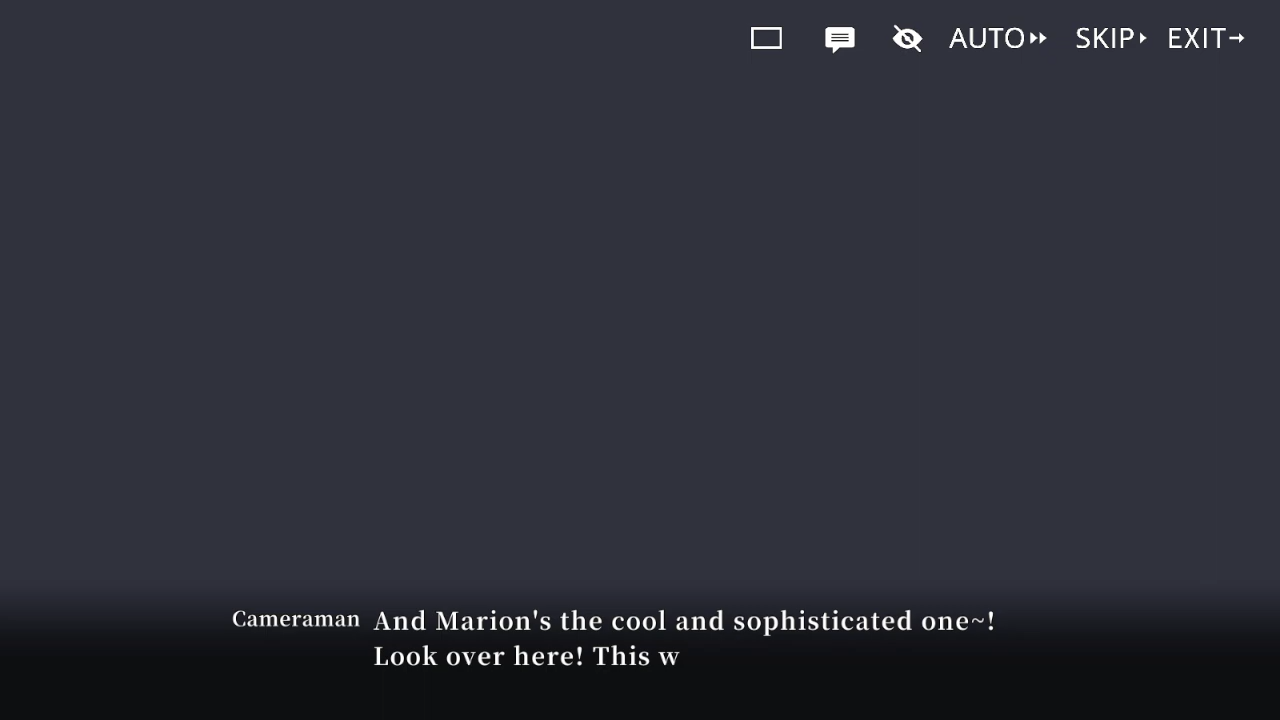 AUTO SKIP EXIT
Cameraman And Marion's the cool and sophisticated one~!
Look over here! This w